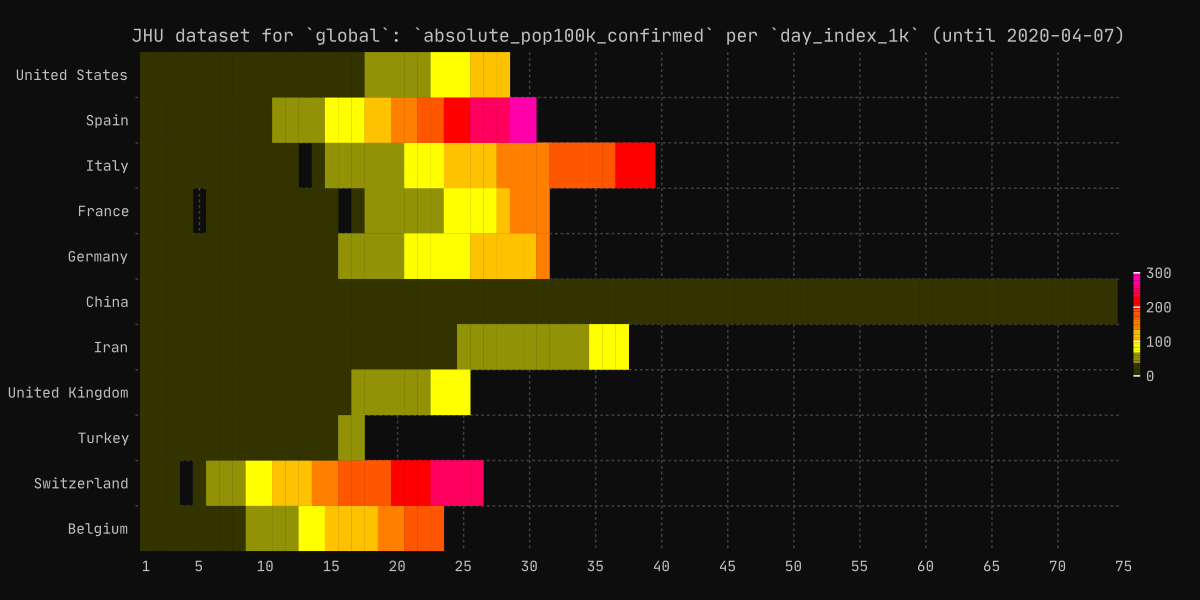 JHU dataset for `global`: `absolute_pop100k_confirmed` per `day_index_1k` (until 2020-04-07)
United States
Spain
Italy
France
Germany
China
Iran
United Kingdom
Turkey
Switzerland
Belgium
300
200
100
0
1 5 10 15 20 25 30 35 40 45 50 55 60 65 70 75